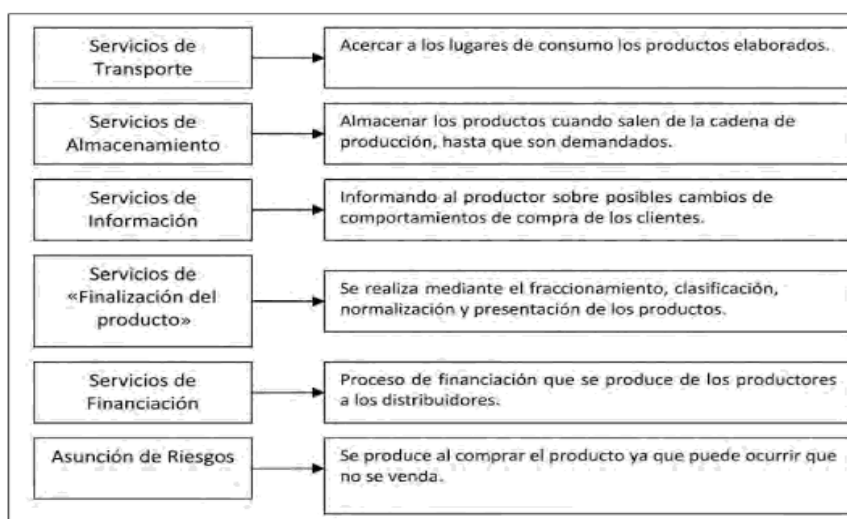 Servicios de
Transporte
Acercar a los lugares de consumo los productos elaborados.
Servicios de
Almacenamiento
Almacenar los productos cuando salen de la cadena de
producción, hasta que son demandados.
Servicios de
Información
Informando al productor sobre posibles cambios de
comportamientos de compra de los clientes.
Servicios de
«Finalización del
producto»
Se realiza mediante el fraccionamiento, clasificación,
normalización y presentación de los productos.
Servicios de
Financiación
Proceso de financiación que se produce de los productores
a los distribuidores.
Asunción de Riesgos
Se produce al comprar el producto ya que puede ocurrir que
no se venda.